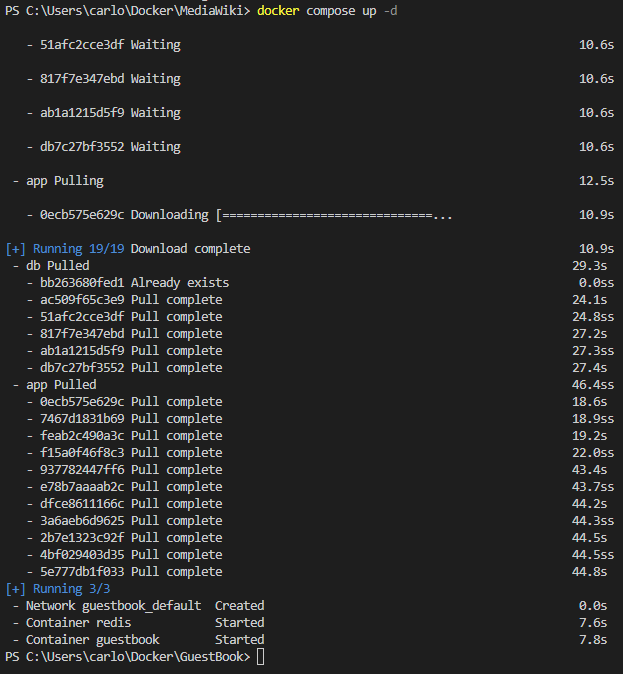 PS C:\Users\carlo\Docker\MediaWiki> docker compose up -d
- 51afc2cce3df Waiting 10.6s
- 817f7e347ebd Waiting 10.6s
- ab1a1215d5f9 Waiting 10.6s
- db7c27bf3552 Waiting 10.6s
- app Pulling 12.5s
- 0ecb575e629c Downloading [==============================... 10.9s
[+] Running 19/19 Download complete 10.9s
- db Pulled 29.3s
- bb263680fed1 Already exists 0.0ss
- ac509f65c3e9 Pull complete 24.1s
- 51afc2cce3df Pull complete 24.8ss
- 817f7e347ebd Pull complete 27.2s
- ab1a1215d5f9 Pull complete 27.3ss
- db7c27bf3552 Pull complete 27.4s
- app Pulled 46.4ss
- 0ecb575e629c Pull complete 18.6s
- 7467d1831b69 Pull complete 18.9ss
- feab2c490a3c Pull complete 19.2s
- f15a0f46f8c3 Pull complete 22.0ss
- 937782447ff6 Pull complete 43.4s
- e78b7aaaab2c Pull complete 43.7ss
- dfce8611166c Pull complete 44.2s
- 3a6aeb6d9625 Pull complete 44.3ss
- 2b7e1323c92f Pull complete 44.5s
- 4bf029403d35 Pull complete 44.5ss
- 5e777db1f033 Pull complete 44.8s
[+] Running 3/3
- Network guestbook_default Created 0.0s
- Container redis Started 7.6s
- Container guestbook Started 7.8s
PS C:\Users\carlo\Docker\GuestBook>